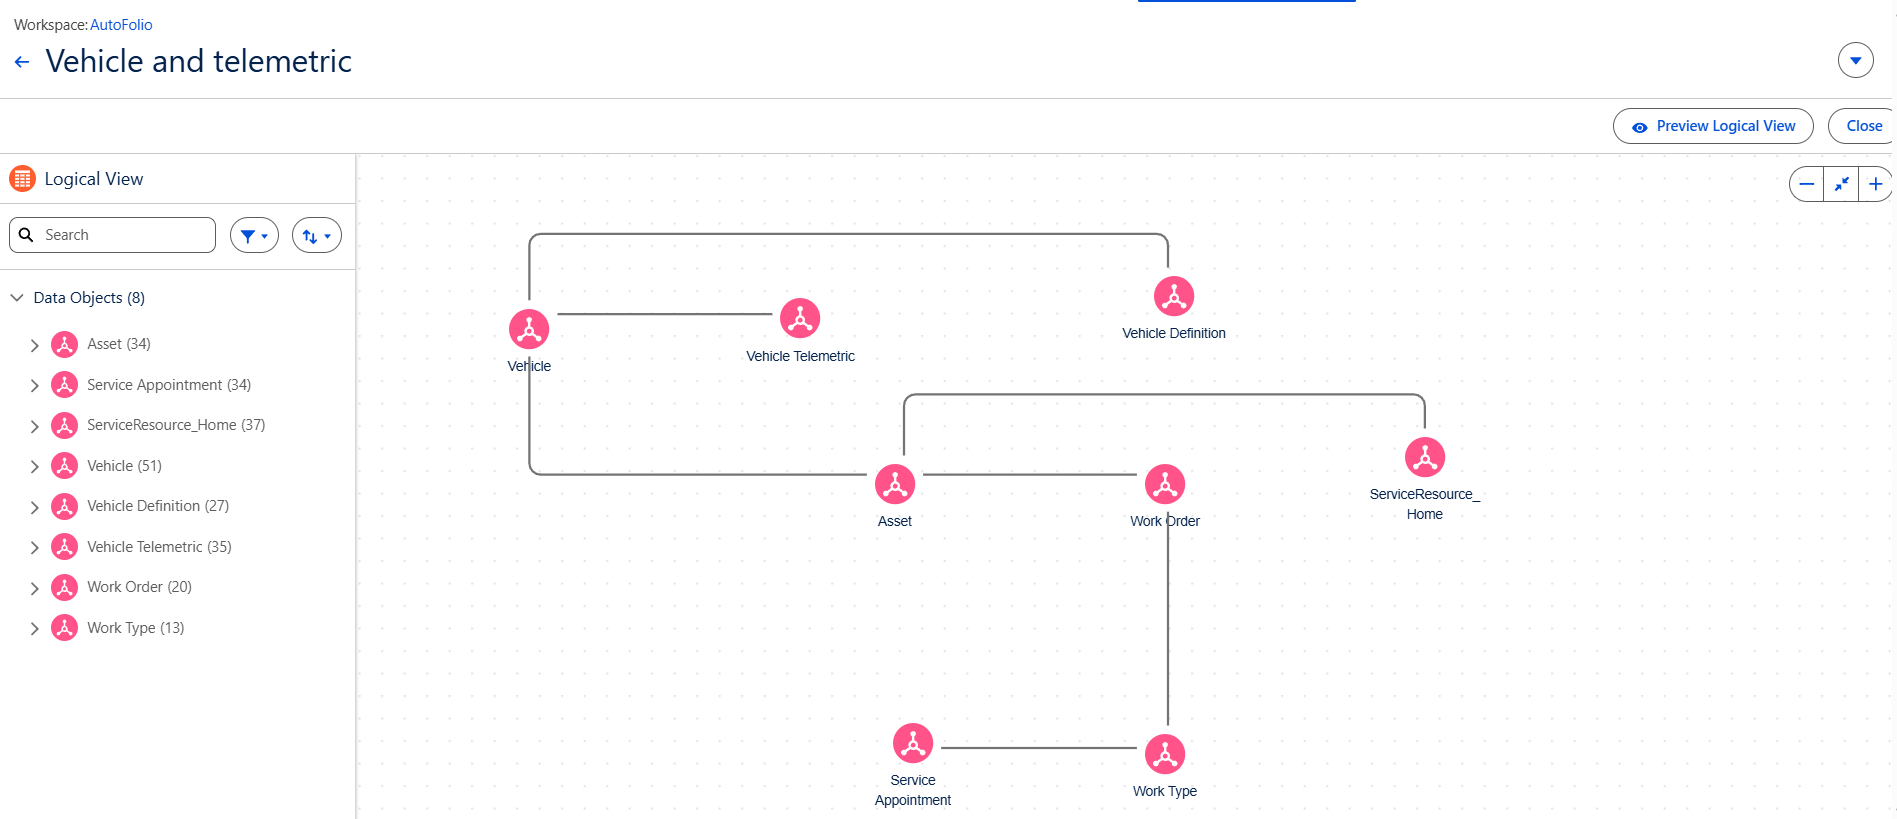 Workspace: AutoFolio
Vehicle and telemetric
Preview Logical View
Close
Logical View
Search
Data Objects (8)
Asset (34)
Service Appointment (34)
ServiceResource_Home (37)
Vehicle (51)
Vehicle Definition (27)
Vehicle Telemetric (35)
Work Order (20)
Work Type (13)
Vehicle Definition
Vehicle Telemetric
Vehicle
ServiceResource_
Home
Asset
Work Order
Service
Appointment
Work Type